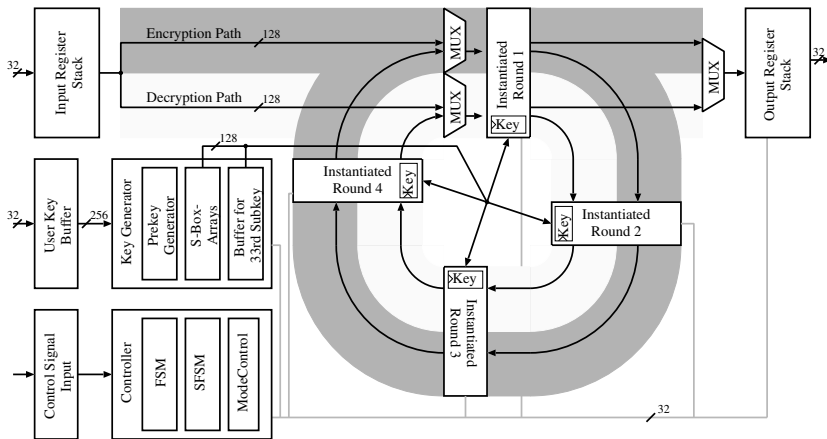 Encryption Path
128
Decryption Path
128
32
Input Register
Stack
MUX
MUX
Instantiated
Round 1
Key
MUX
Output Register
Stack
32
128
32
User Key
Buffer
256
Key Generator
Prekey
Generator
S-Box-
Arrays
Buffer for
33rd Subkey
Instantiated
Round 4
Key
Key
Instantiated
Round 2
Key
Instantiated
Round 3
Control Signal
Input
Controller
FSM
SFSM
ModeControl
32